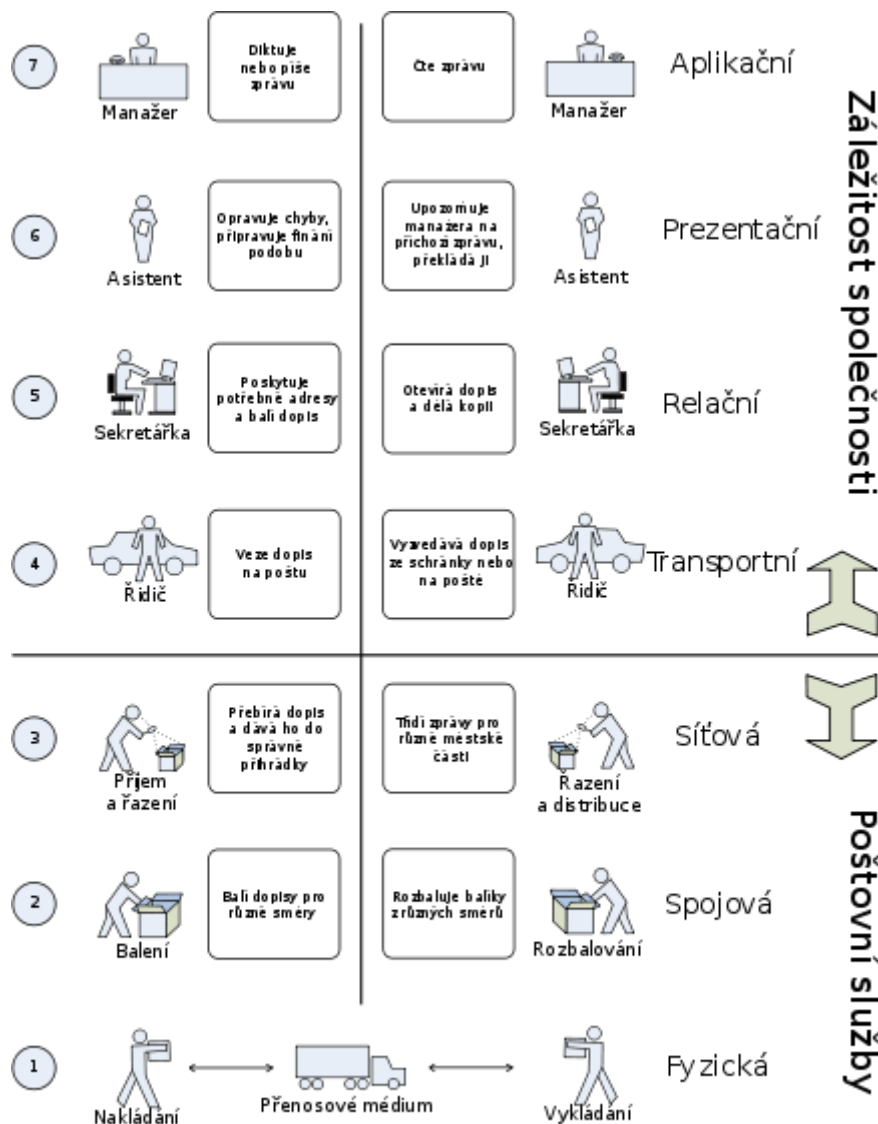 7
Manažer
Diktuje
nebo píše
zprávu
Čte zprávu
Manažer
Aplikační
6
Asistent
Opravuje chyby,
připravuje finání
podobu
Upozorňuje
manažera na
příchozí zprávu,
překládá ji
Asistent
Prezentační
5
Sekretářka
Poskytuje
potřebné adresy
a balí dopis
Otevírá dopis
a dělá kopii
Sekretářka
Relační
4
Řidič
Veze dopis
na poštu
Vyzvedává dopis
ze schránky nebo
na poště
Řidič
Transportní
Záležitost společnosti
3
Příjem
a řazení
Přebírá dopis
a dává ho do
správné
přihrádky
Třídí zprávy pro
různé městské
části
Řazení
a distribuce
Síťová
2
Balení
Balí dopisy pro
různé směry
Rozbaluje balíky
z různých směrů
Rozbalování
Spojová
1
Nakládání
Přenosové médium
Vykládání
Fyzická
Poštovní služby